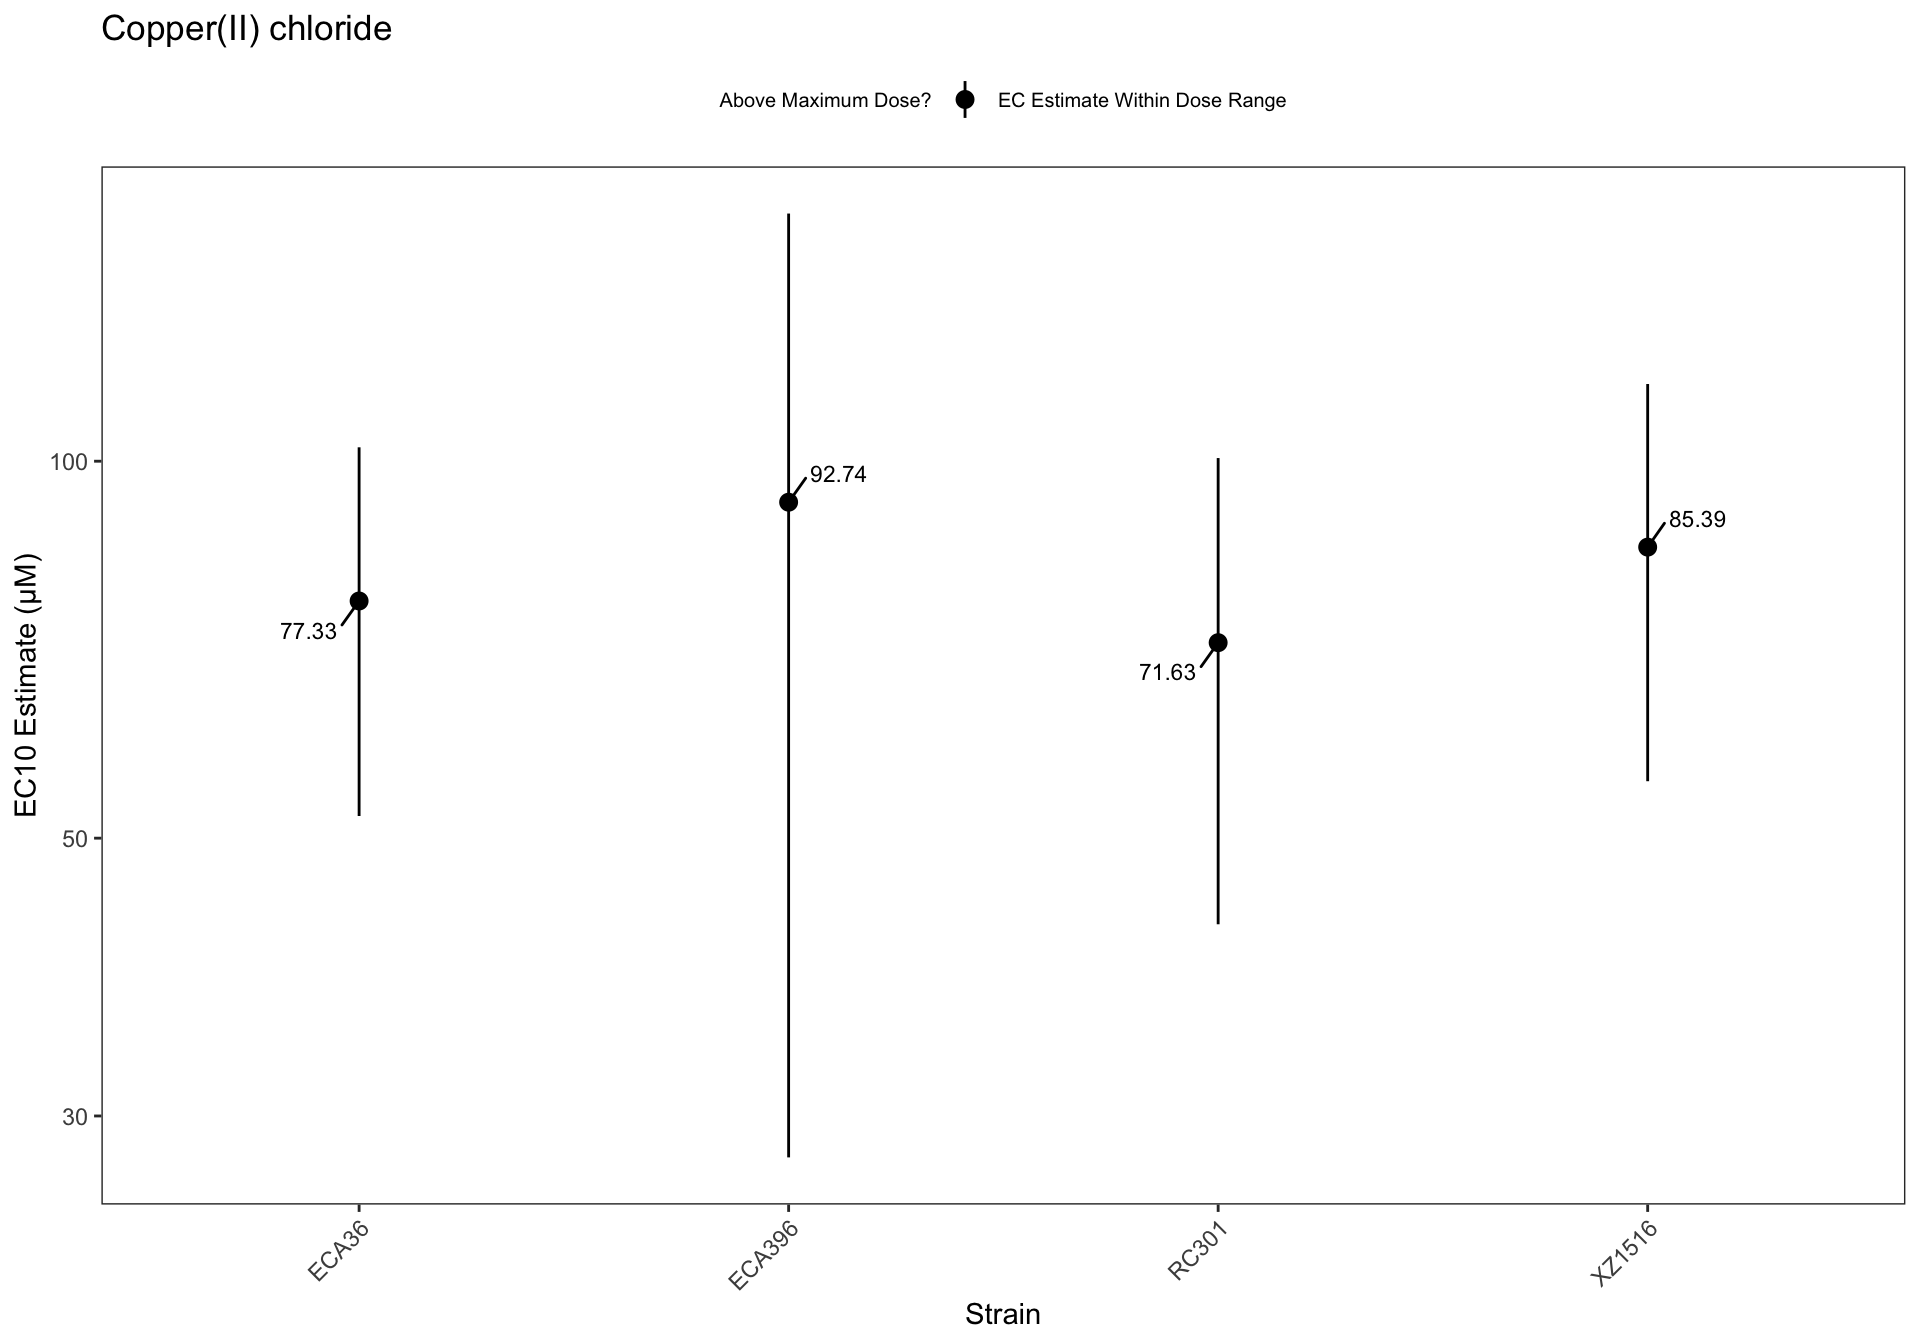 Copper(II) chloride
Above Maximum Dose? EC Estimate Within Dose Range
EC10 Estimate (µM)
100
50
30
92.74
85.39
77.33
71.63
ECA36
ECA396
RC301
XZ1516
Strain